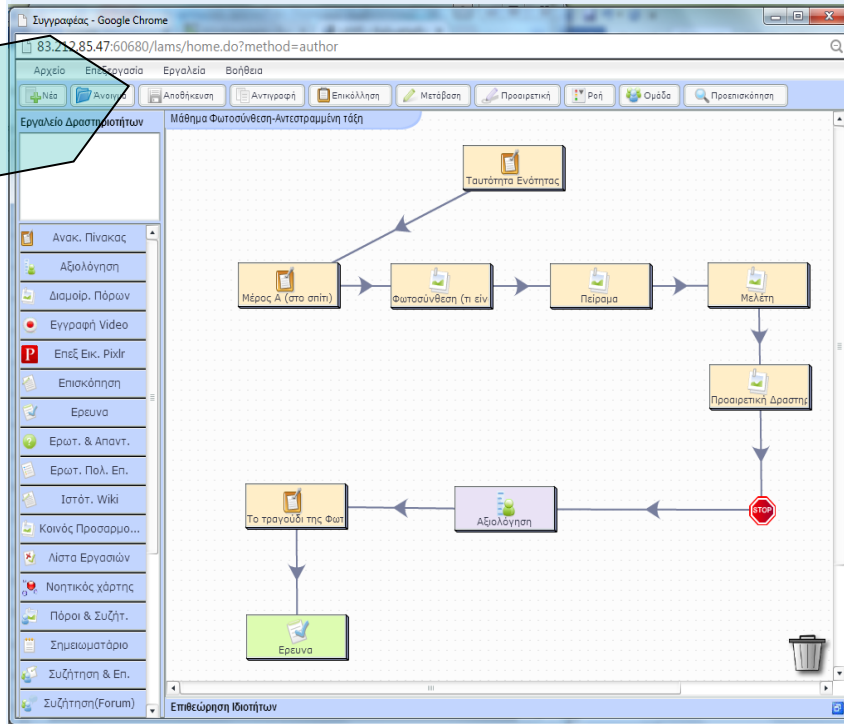 Συγγραφέας - Google Chrome
83.212.85.47:60680/lams/home.do?method=author
Αρχείο Επεξεργασία Εργαλεία Βοήθεια
Νέο Άνοιγμα Αποθήκευση Αντιγραφή Επικόλληση Μετάβαση Προαιρετική Ροή Ομάδα Προεπισκόπηση
Εργαλείο Δραστηριοτήτων
Μάθημα Φωτοσύνθεση-Αντεστραμμένη τάξη
Ταυτότητα Ενότητας
Μέρος Α (στο σπίτι)
Φωτοσύνθεση (τι είν
Πείραμα
Μελέτη
Προαιρετική Δραστηρ
STOP
Αξιολόγηση
Το τραγούδι της Φωτ
Ερευνα
Ανακ. Πίνακας
Αξιολόγηση
Διαμοίρ. Πόρων
Εγγραφή Video
P Επεξ Εικ. Pixlr
Επισκόπηση
Ερευνα
Ερωτ. & Απαντ.
Ερωτ. Πολ. Επ.
Ιστότ. Wiki
Κοινός Προσαρμο...
Λίστα Εργασιών
Νοητικός χάρτης
Πόροι & Συζήτ.
Σημειωματάριο
Συζήτηση & Επ.
Συζήτηση(Forum)
Επιθεώρηση Ιδιοτήτων